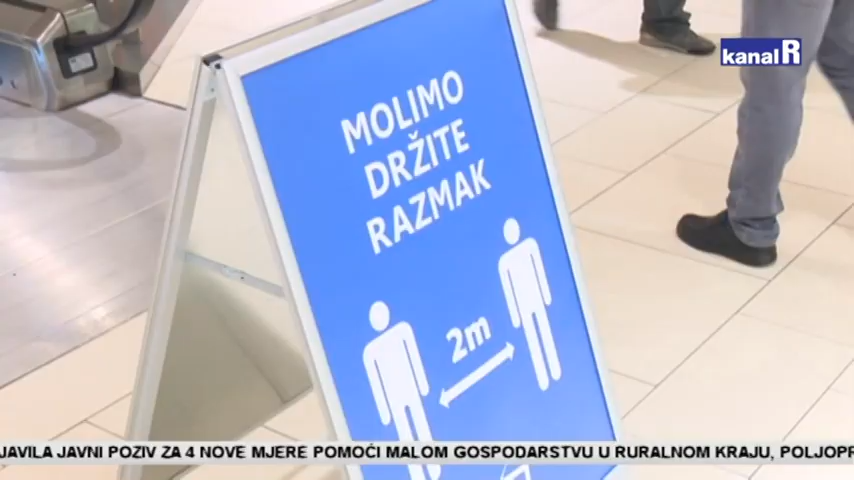 kanal R
MOLIMO
DRŽITE
RAZMAK
2m
JAVILA JAVNI POZIV ZA 4 NOVE MJERE POMOĆI MALOM GOSPODARSTVU U RURALNOM KRAJU, POLJOPR